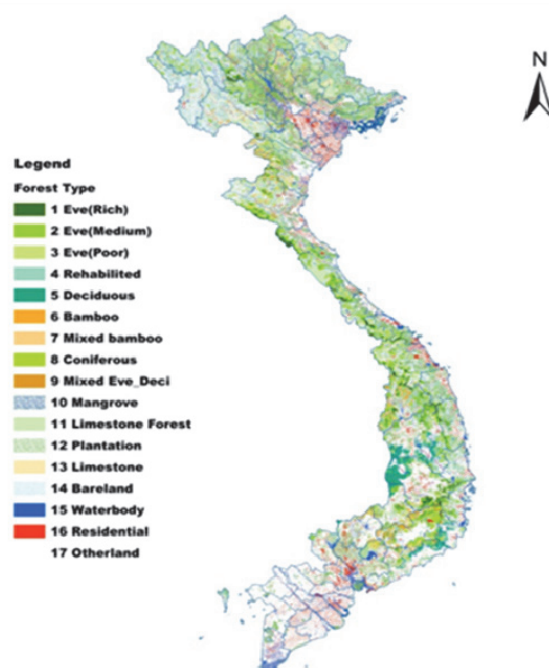 N
Legend
Forest Type
1 Eve(Rich)
2 Eve(Medium)
3 Eve(Poor)
4 Rehabilited
5 Deciduous
6 Bamboo
7 Mixed bamboo
8 Coniferous
9 Mixed Eve_Deci
10 Mangrove
11 Limestone Forest
12 Plantation
13 Limestone
14 Bareland
15 Waterbody
16 Residential
17 Otherland